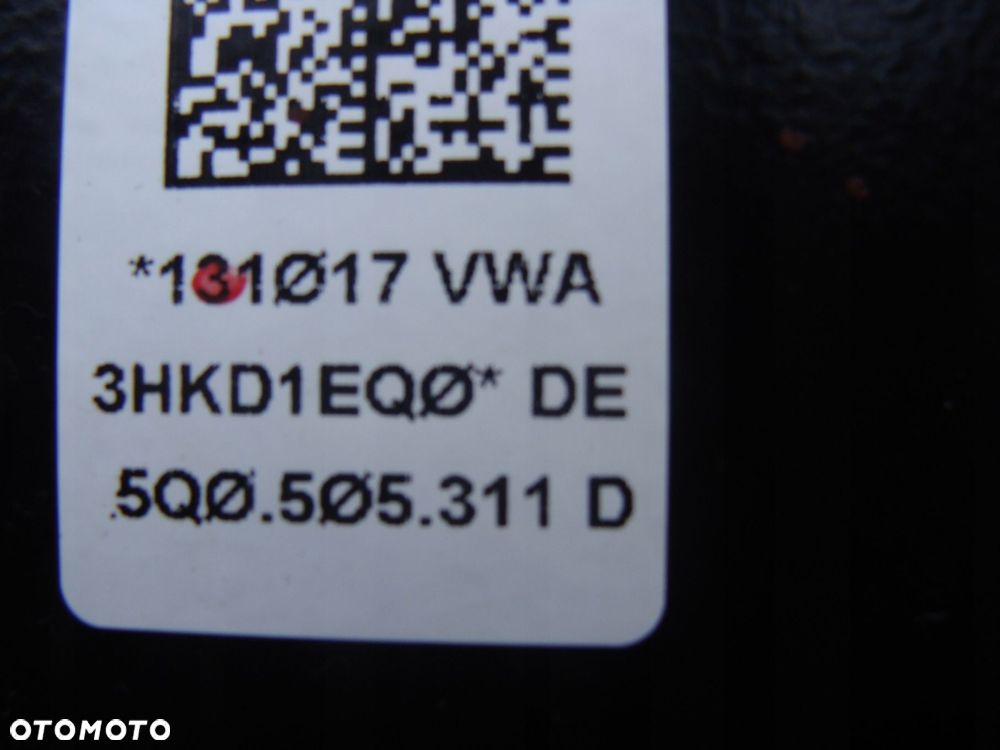 *131Ø17 VWA
3HKD1EQØ* DE
5QØ.5Ø5.311 D
OTOMOTO